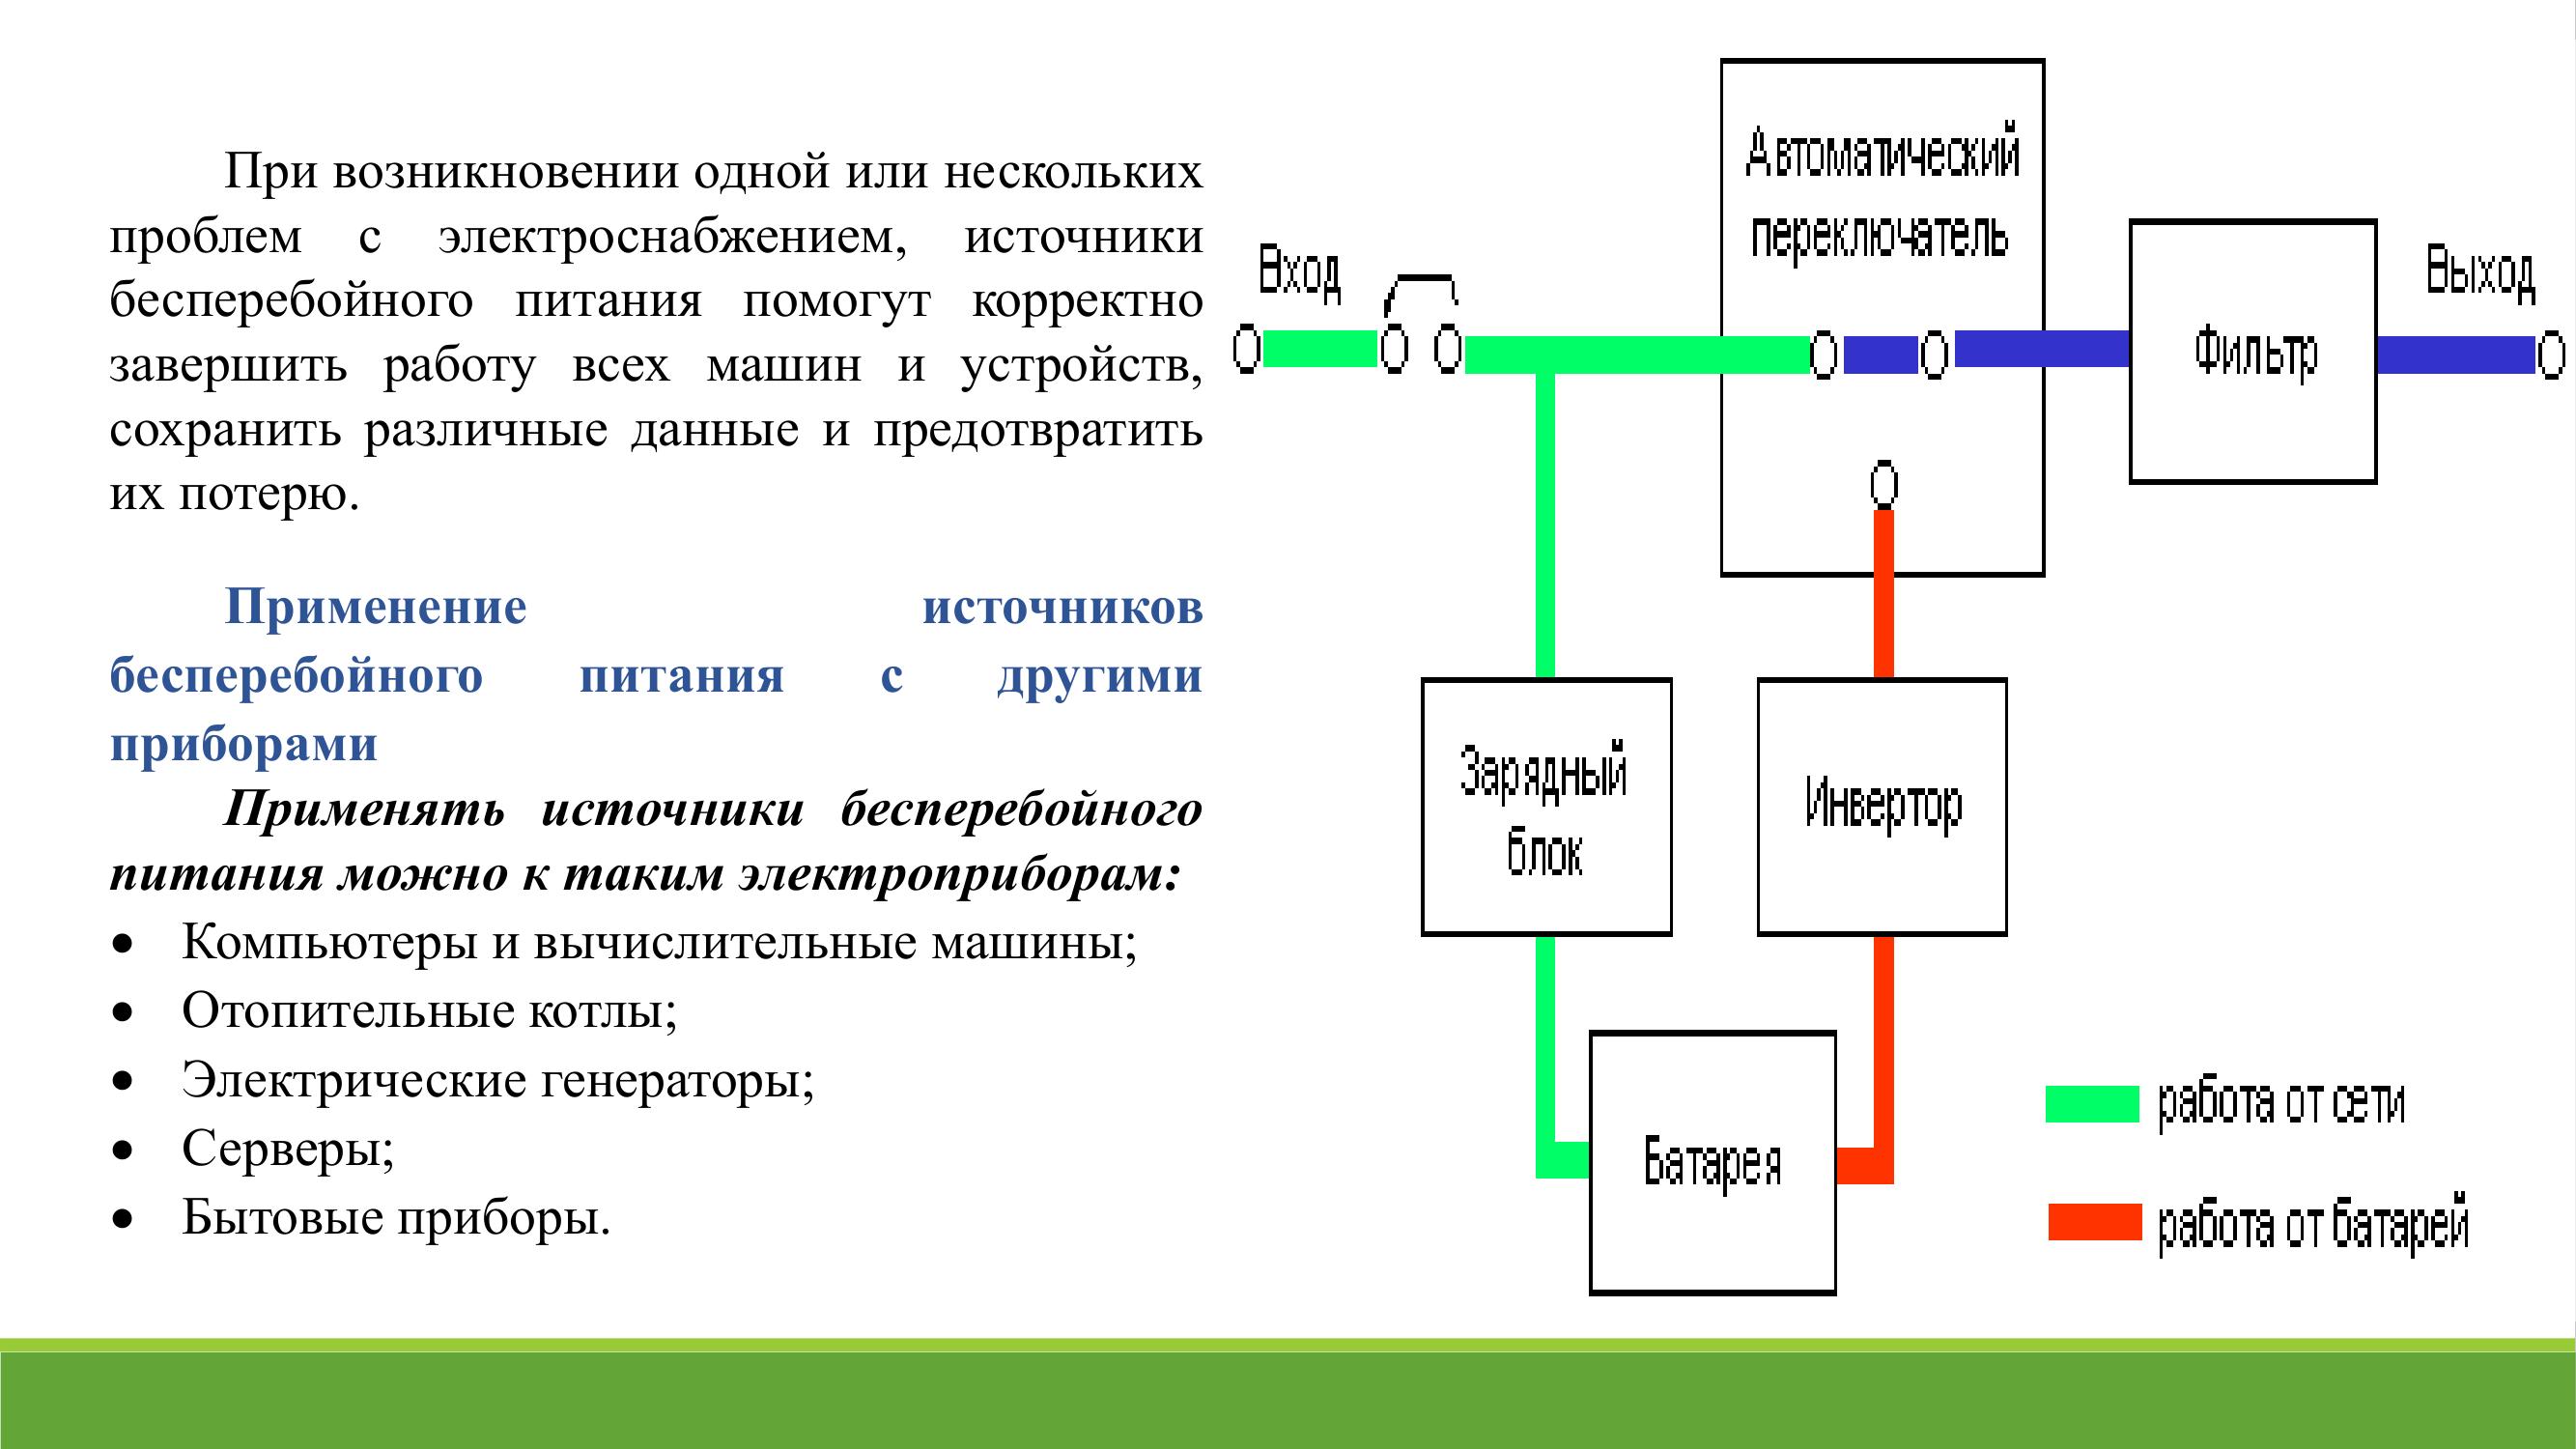 При возникновении одной или нескольких
проблем с электроснабжением, источники
бесперебойного питания помогут корректно
завершить работу всех машин и устройств,
сохранить различные данные и предотвратить
их потерю.
Применение источников
бесперебойного питания с другими
приборами
Применять источники бесперебойного
питания можно к таким электроприборам:
• Компьютеры и вычислительные машины;
• Отопительные котлы;
• Электрические генераторы;
• Серверы;
• Бытовые приборы.
Автоматический
переключатель
Вход
Фильтр
Выход
Зарядный
блок
Инвертор
Батарея
работа от сети
работа от батарей